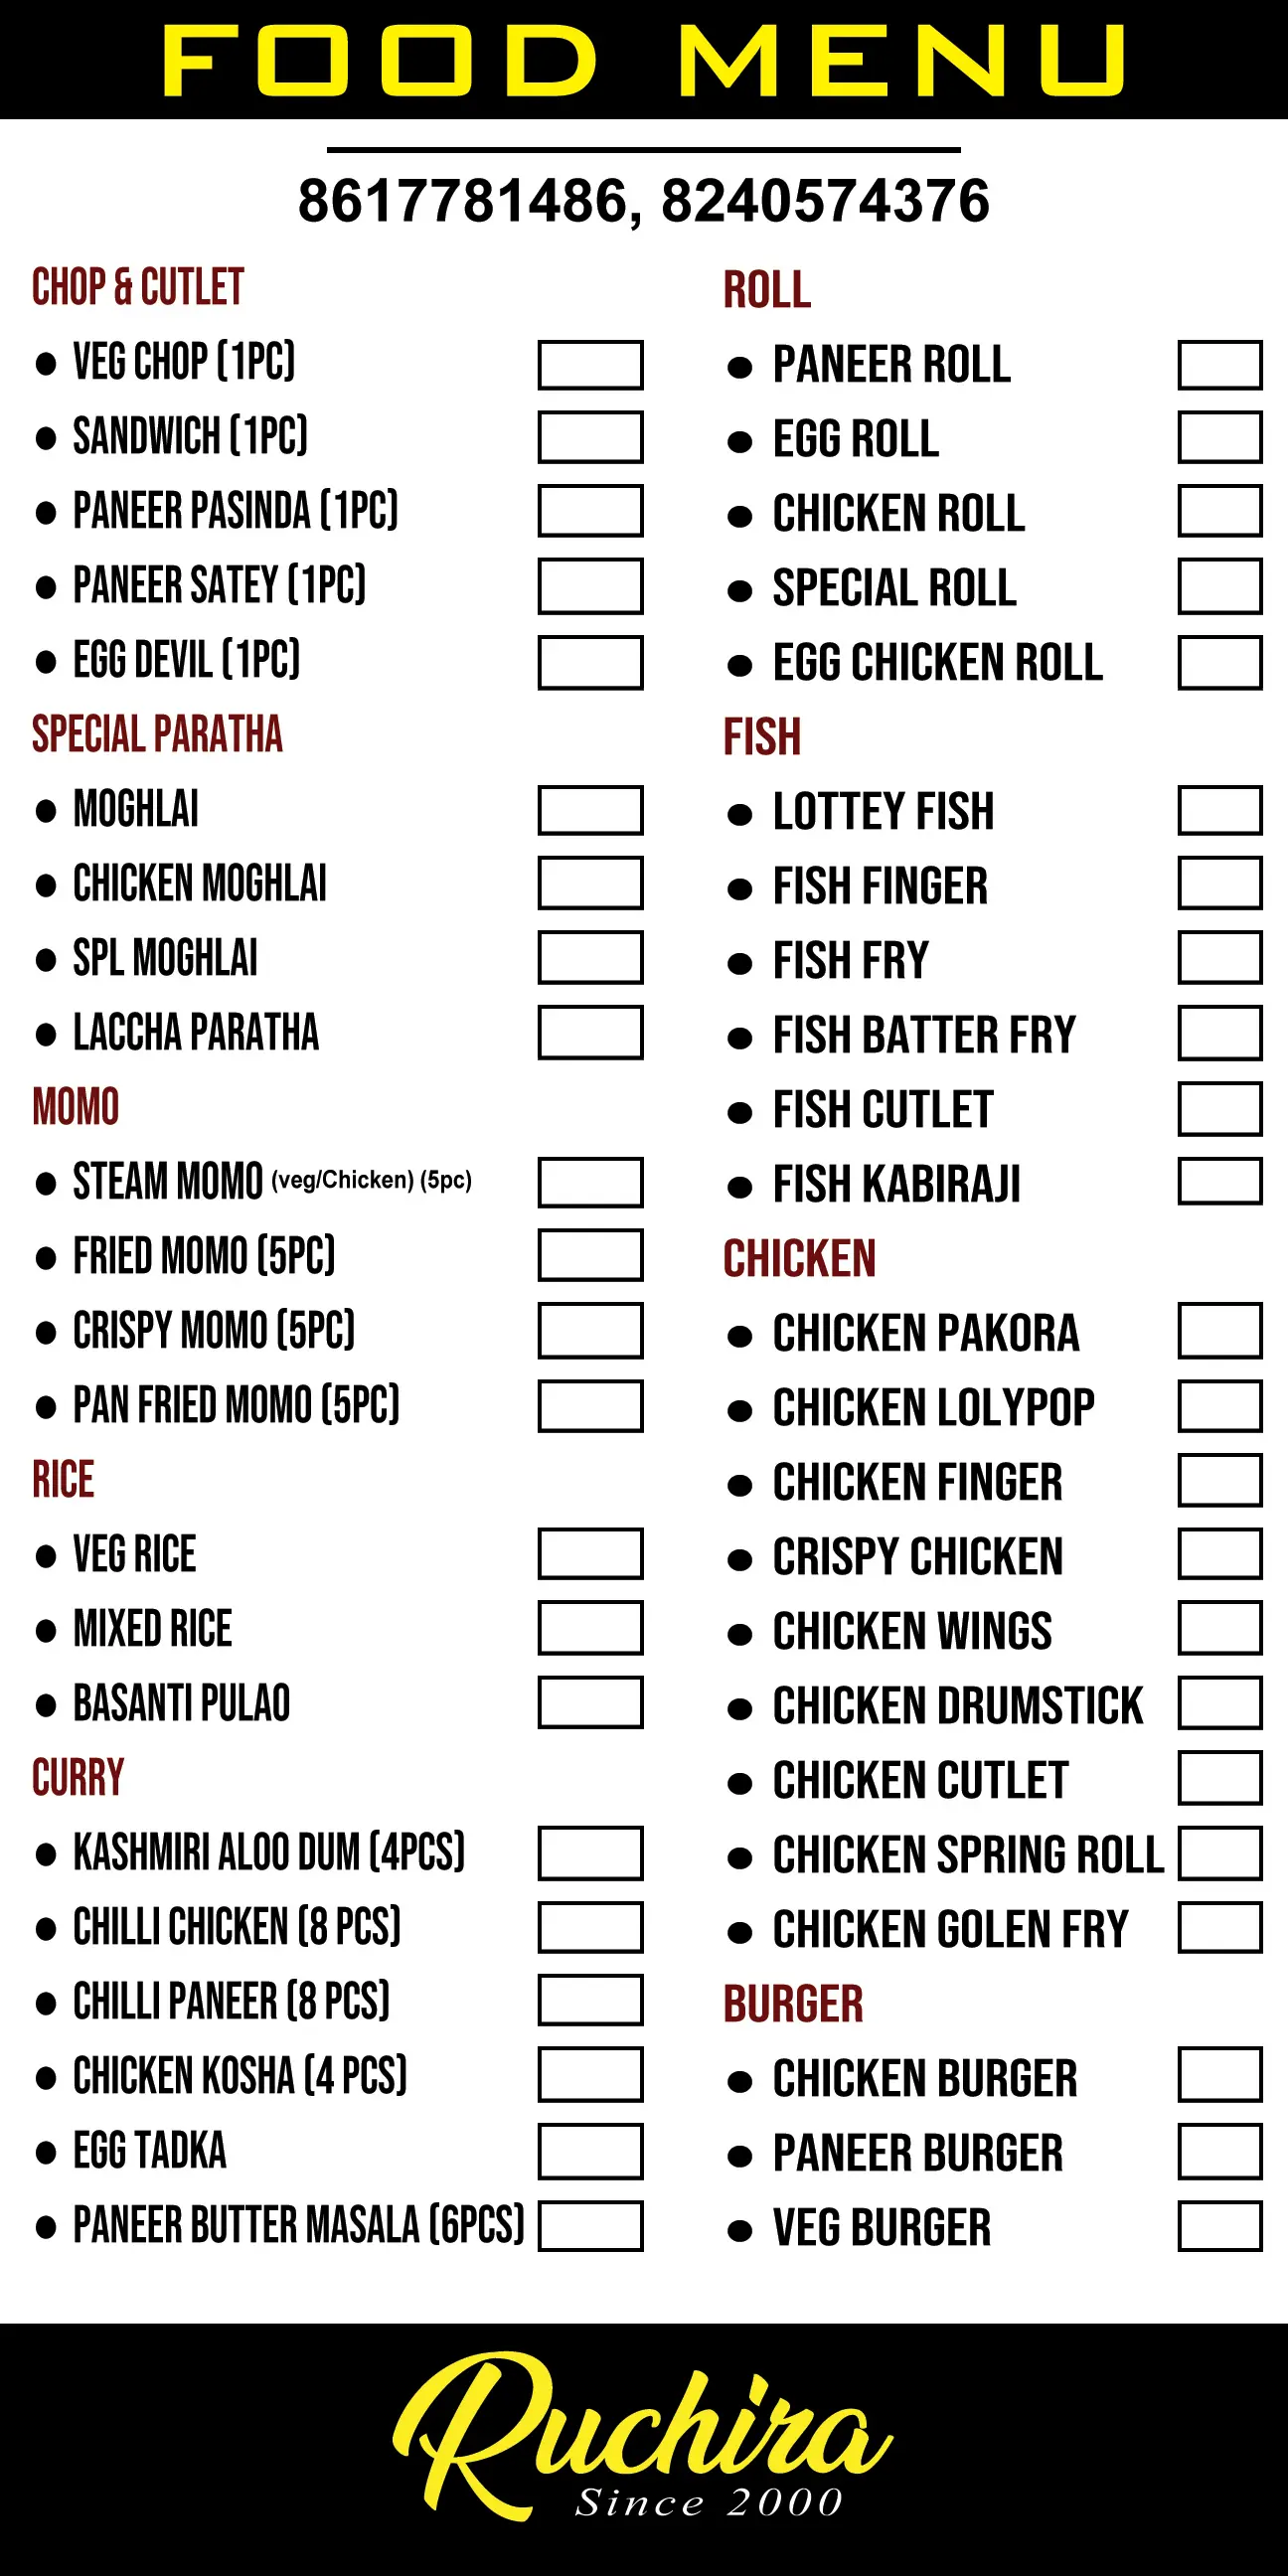 FOOD MENU
8617781486, 8240574376
CHOP & CUTLET
● VEG CHOP (1PC)
● SANDWICH (1PC)
● PANEER PASINDA (1PC)
● PANEER SATEY (1PC)
● EGG DEVIL (1PC)
SPECIAL PARATHA
● MOGHLAI
● CHICKEN MOGHLAI
● SPL MOGHLAI
● LACCHA PARATHA
MOMO
● STEAM MOMO (veg/Chicken) (5pc)
● FRIED MOMO (5PC)
● CRISPY MOMO (5PC)
● PAN FRIED MOMO (5PC)
RICE
● VEG RICE
● MIXED RICE
● BASANTI PULAO
CURRY
● KASHMIRI ALOO DUM (4PCS)
● CHILLI CHICKEN (8 PCS)
● CHILLI PANEER (8 PCS)
● CHICKEN KOSHA (4 PCS)
● EGG TADKA
● PANEER BUTTER MASALA (6PCS)
ROLL
● PANEER ROLL
● EGG ROLL
● CHICKEN ROLL
● SPECIAL ROLL
● EGG CHICKEN ROLL
FISH
● LOTTEY FISH
● FISH FINGER
● FISH FRY
● FISH BATTER FRY
● FISH CUTLET
● FISH KABIRAJI
CHICKEN
● CHICKEN PAKORA
● CHICKEN LOLYPOP
● CHICKEN FINGER
● CRISPY CHICKEN
● CHICKEN WINGS
● CHICKEN DRUMSTICK
● CHICKEN CUTLET
● CHICKEN SPRING ROLL
● CHICKEN GOLEN FRY
BURGER
● CHICKEN BURGER
● PANEER BURGER
● VEG BURGER
Ruchira
Since 2000